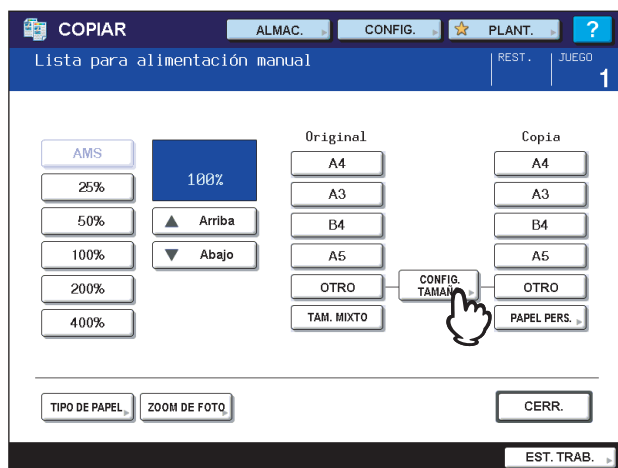 COPIAR
ALMAC.
CONFIG.
PLANT.
?
Lista para alimentación manual
REST.
JUEGO
1
Original
Copia
AMS
25%
50%
100%
200%
400%
100%
Arriba
Abajo
A4
A3
B4
A5
OTRO
TAM. MIXTO
CONFIG.
TAMAÑO
A4
A3
B4
A5
OTRO
PAPEL PERS.
TIPO DE PAPEL
ZOOM DE FOTO
CERR.
EST. TRAB.